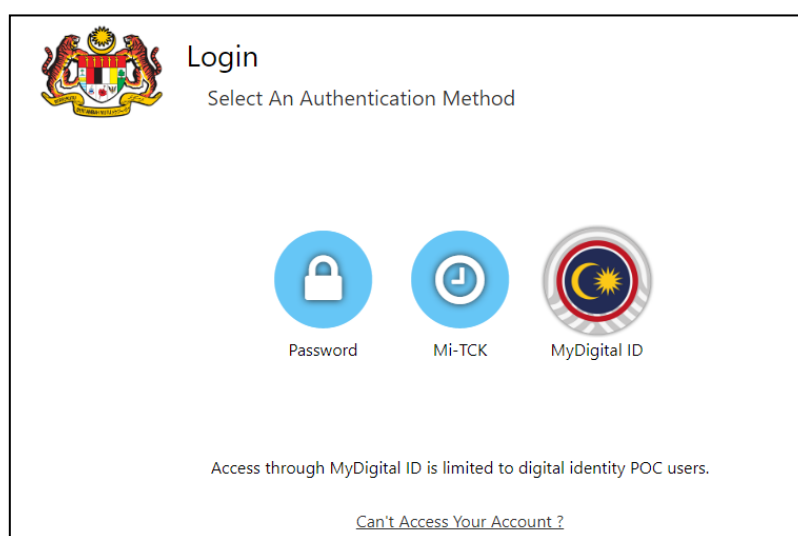 Login
Select An Authentication Method
Password
Mi-TCK
MyDigital ID
Access through MyDigital ID is limited to digital identity POC users.
Can't Access Your Account ?